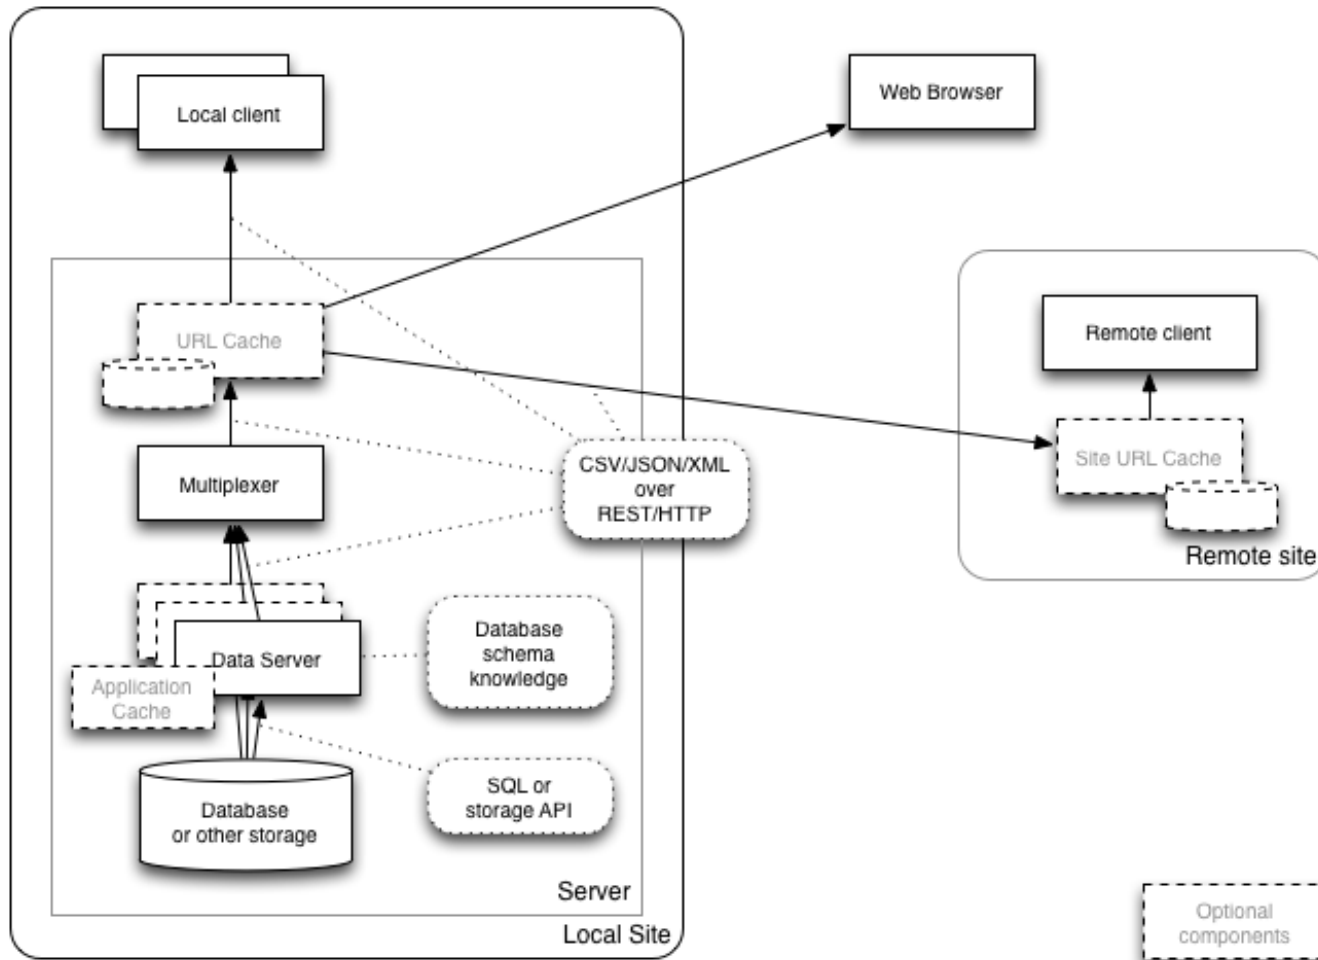 Local client
Web Browser
URL Cache
Remote client
Site URL Cache
Remote site
CSV/JSON/XML
over
REST/HTTP
Multiplexer
Data Server
Application
Cache
Database
schema
knowledge
SQL or
storage API
Database
or other storage
Server
Local Site
Optional
components